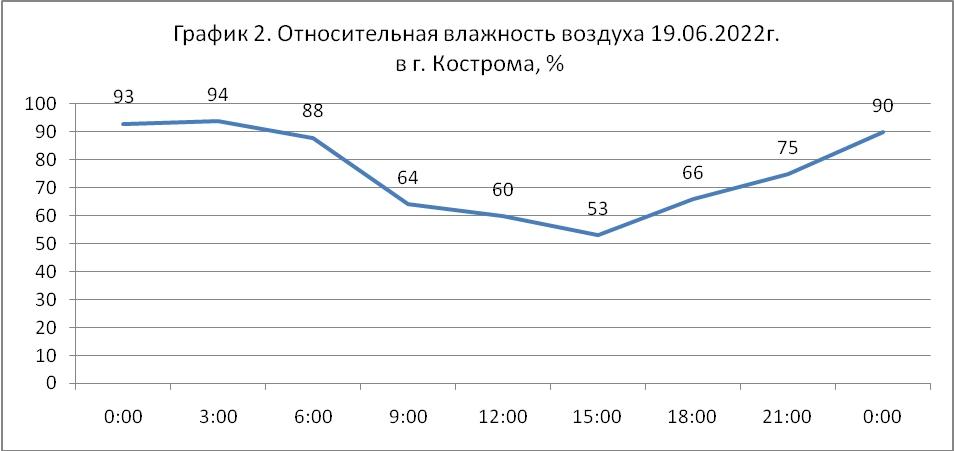 График 2. Относительная влажность воздуха 19.06.2022г.
в г. Кострома, %
93 94 88 64 60 53 66 75 90
100
90
80
70
60
50
40
30
20
10
0
0:00 3:00 6:00 9:00 12:00 15:00 18:00 21:00 0:00